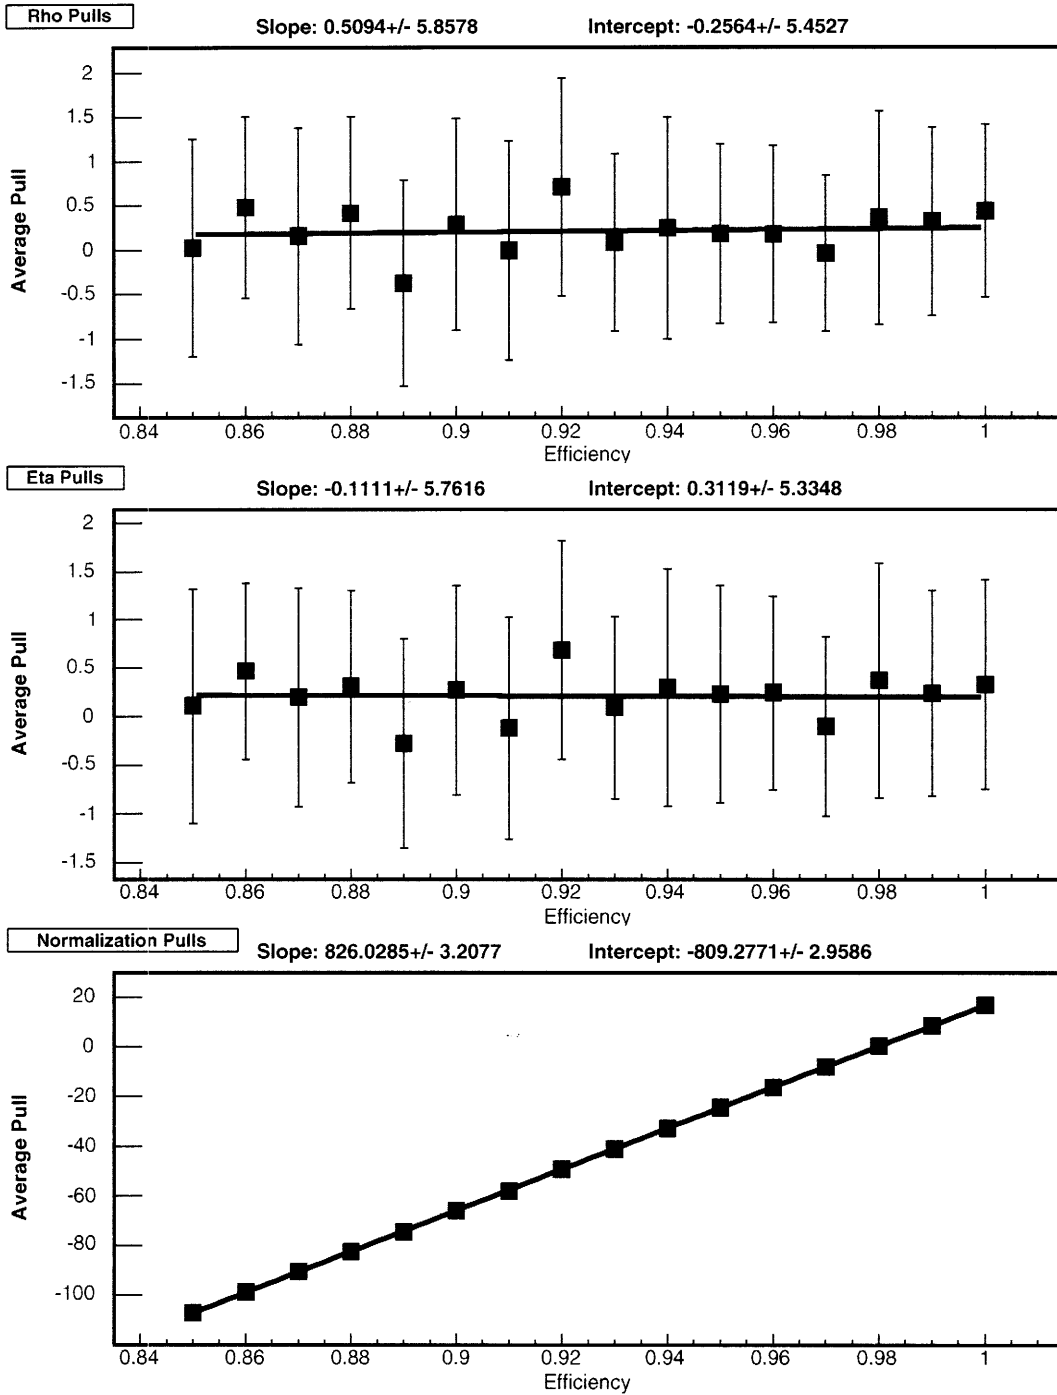 Rho Pulls
Slope: 0.5094+/- 5.8578 Intercept: -0.2564+/- 5.4527
2
1.5
1
0.5
0
-0.5
-1
-1.5
Average Pull
0.84 0.86 0.88 0.9 0.92 0.94 0.96 0.98 1
Efficiency
Eta Pulls
Slope: -0.1111+/- 5.7616 Intercept: 0.3119+/- 5.3348
2
1.5
1
0.5
0
-0.5
-1
-1.5
Average Pull
0.84 0.86 0.88 0.9 0.92 0.94 0.96 0.98 1
Efficiency
Normalization Pulls
Slope: 826.0285+/- 3.2077 Intercept: -809.2771+/- 2.9586
20
0
-20
-40
-60
-80
-100
Average Pull
0.84 0.86 0.88 0.9 0.92 0.94 0.96 0.98 1
Efficiency